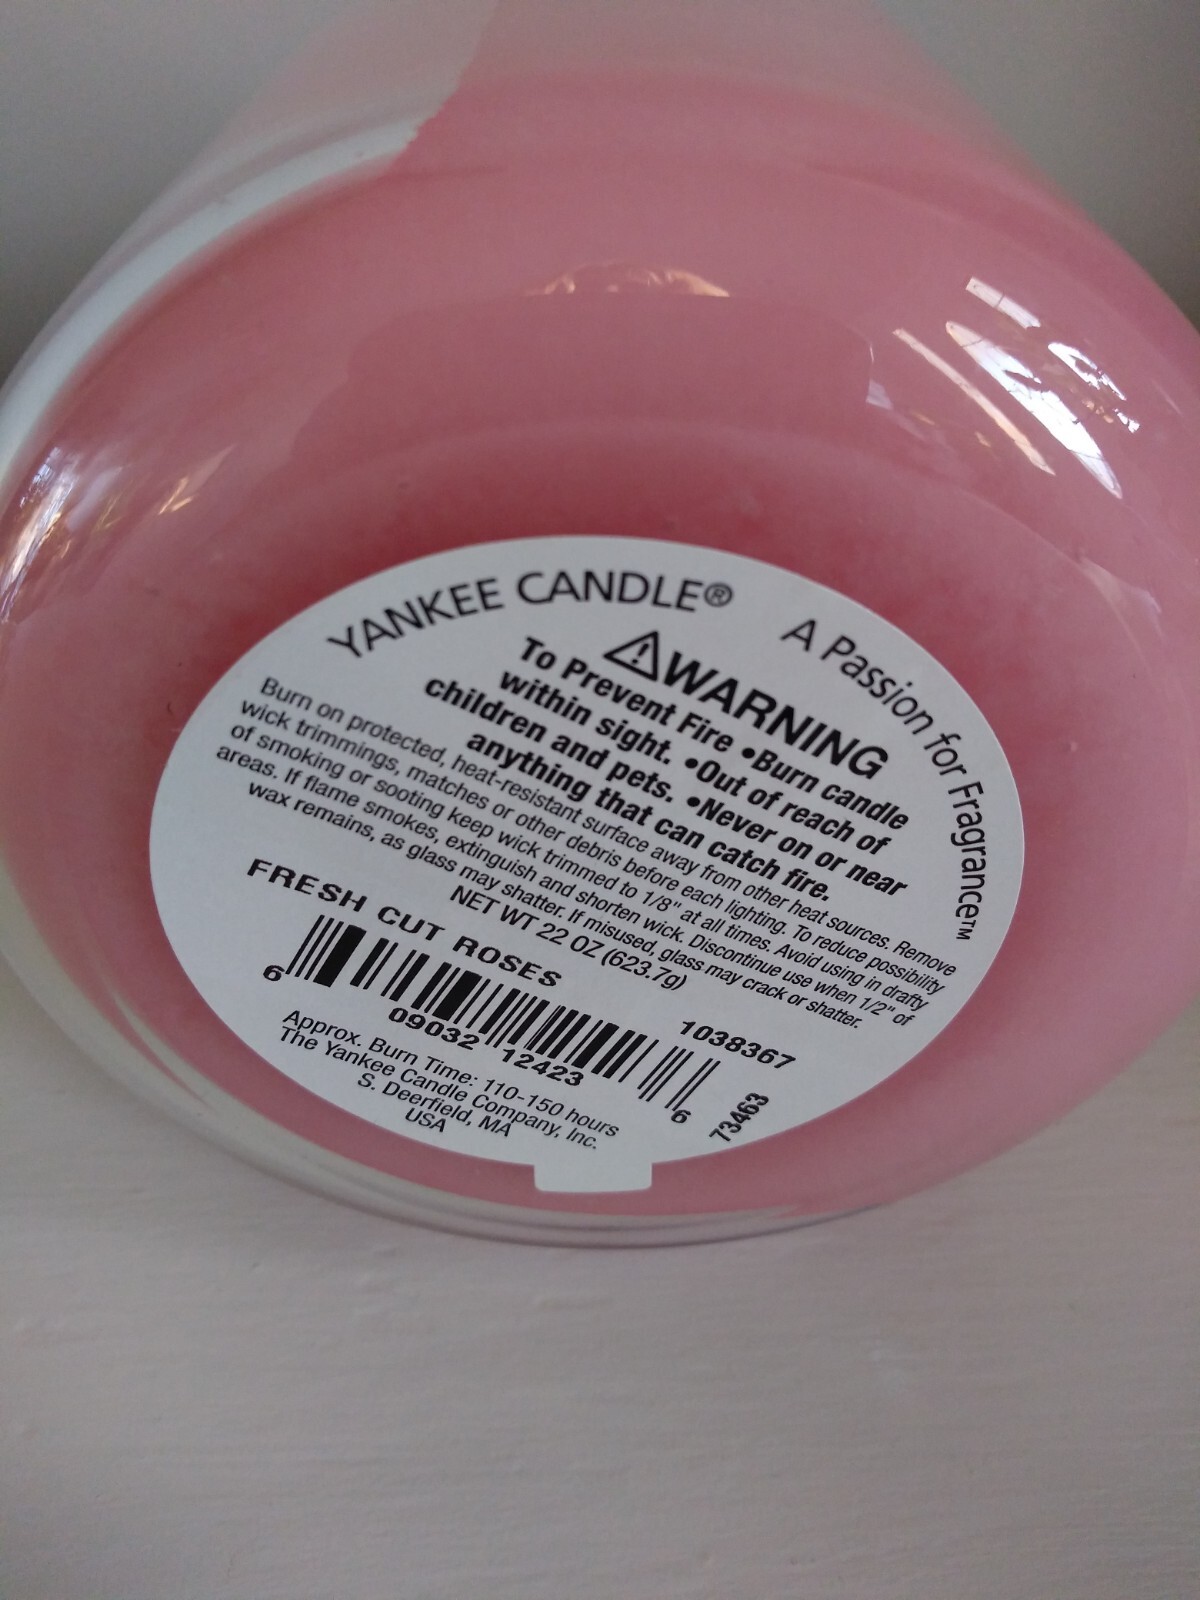 YANKEE CANDLE® A Passion for Fragrance™
WARNING
To Prevent Fire •Burn candle
within sight. •Out of reach of
children and pets. •Never on or near
anything that can catch fire.
Burn on protected, heat-resistant surface away from other heat sources. Remove
wick trimmings, matches or other debris before each lighting. To reduce possibility
of smoking or sooting keep wick trimmed to 1/8" at all times. Avoid using in drafty
areas. If flame smokes, extinguish and shorten wick. Discontinue use when 1/2" of
wax remains, as glass may shatter. If misused, glass may crack or shatter.
NET WT 22 OZ (623.7g)
FRESH CUT ROSES
1038367
6 09032 12423 6
73463
Approx. Burn Time: 110-150 hours
The Yankee Candle Company, Inc.
S. Deerfield, MA
USA